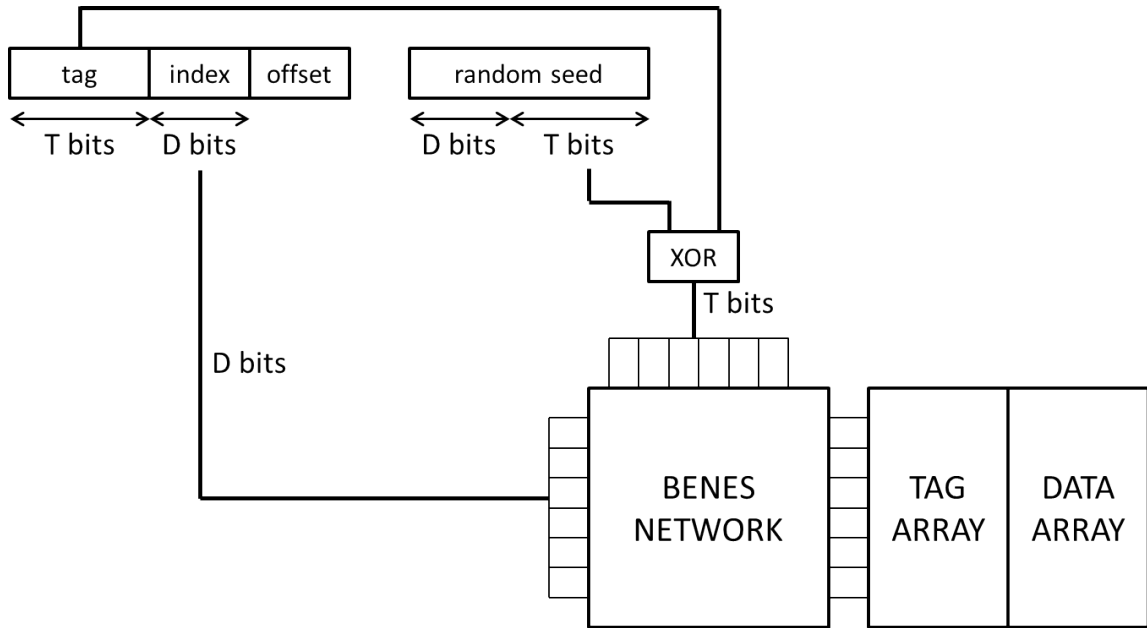 tag index offset random seed
T bits D bits D bits T bits
XOR
T bits
D bits
BENES
NETWORK
TAG
ARRAY
DATA
ARRAY